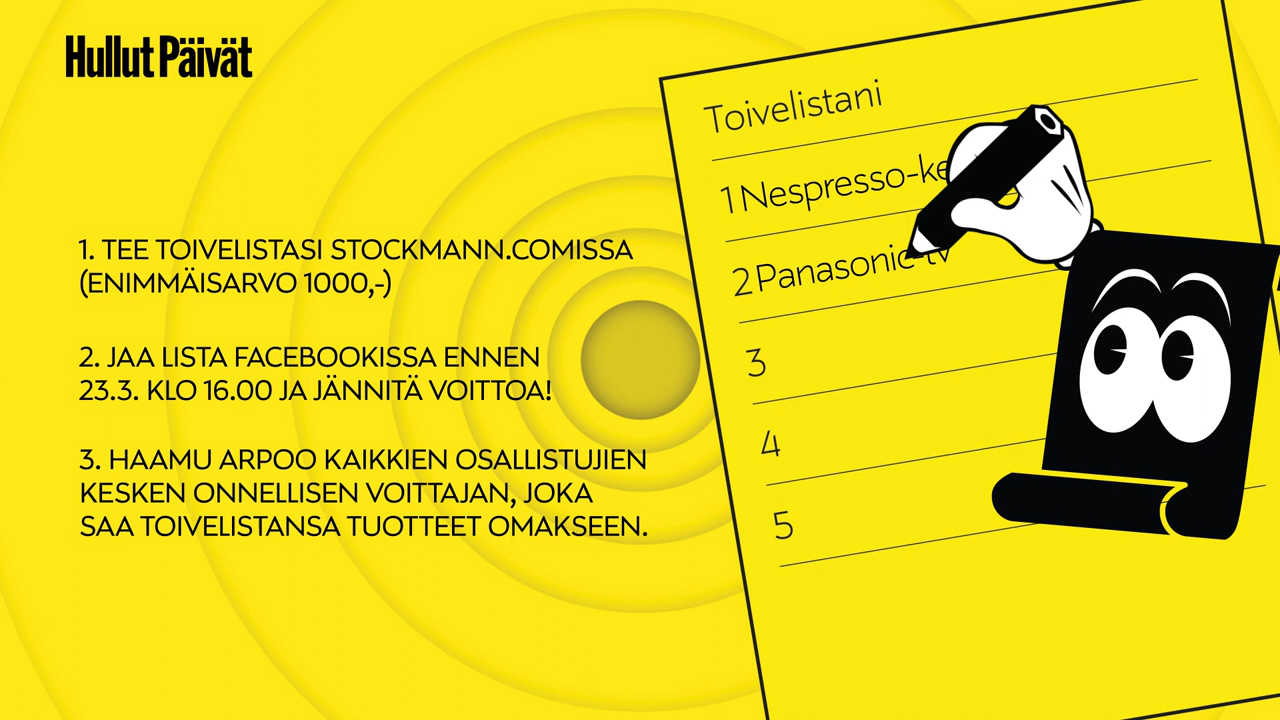 Hullut Päivät
1. TEE TOIVELISTASI STOCKMANN.COMISSA
(ENIMMÄISARVO 1000,-)
2. JAA LISTA FACEBOOKISSA ENNEN
23.3. KLO 16.00 JA JÄNNITÄ VOITTOA!
3. HAAMU ARPOO KAIKKIEN OSALLISTUJIEN
KESKEN ONNELLISEN VOITTAJAN, JOKA
SAA TOIVELISTANSA TUOTTEET OMAKSEEN.
Toivelistani
1 Nespresso-ke
2 Panasonic-tv
3
4
5